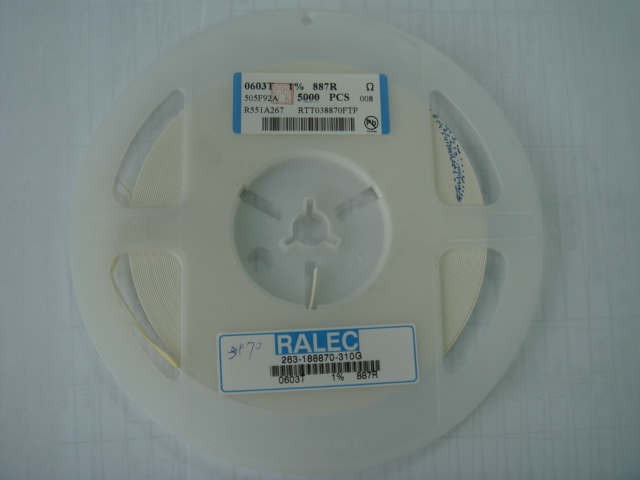 0603T 1% 887R Ω
505F92A 5000 PCS 008
R551A267 RTT038870FTP
RALEC
263-188870-310G
0603T 1% 887R